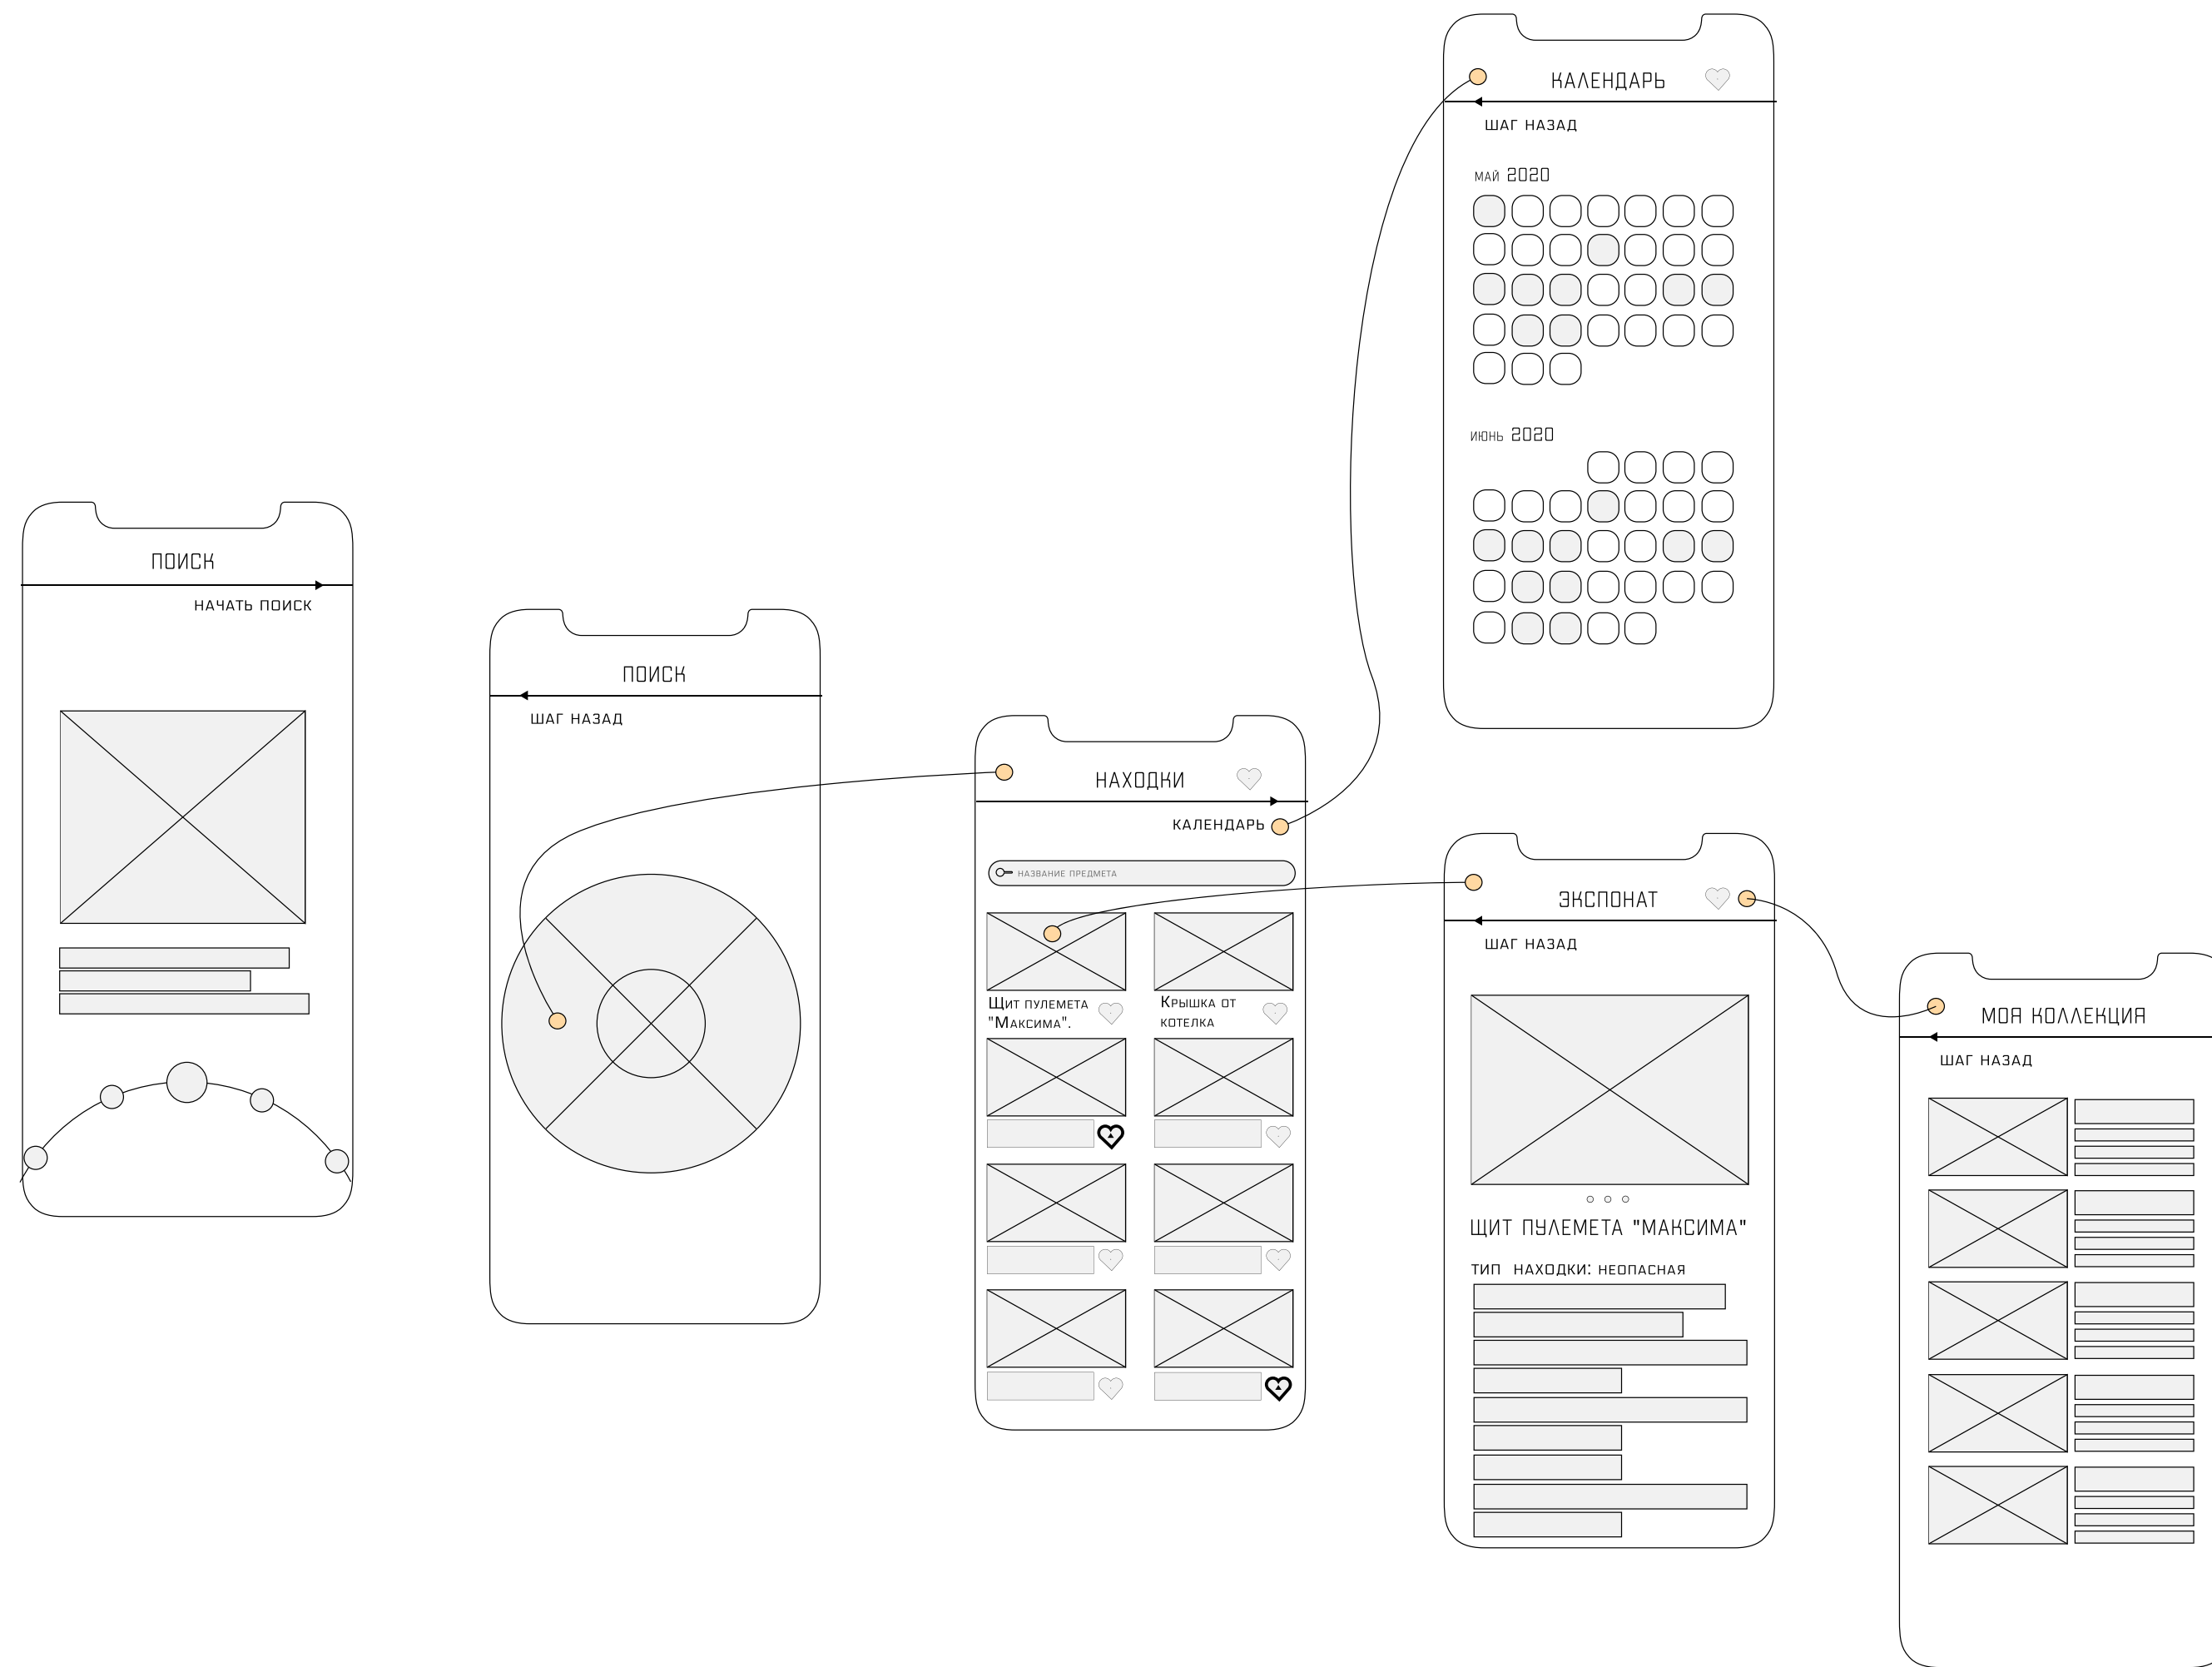 ПОИСК
НАЧАТЬ ПОИСК
ПОИСК
ШАГ НАЗАД
НАХОДКИ
КАЛЕНДАРЬ
НАЗВАНИЕ ПРЕДМЕТА
Щит пулемета
"Максима".
Крышка от
котелка
КАЛЕНДАРЬ
ШАГ НАЗАД
МАЙ 2020
ИЮНЬ 2020
ЭКСПОНАТ
ШАГ НАЗАД
ЩИТ ПУЛЕМЕТА "МАКСИМА"
ТИП НАХОДКИ: НЕОПАСНАЯ
МОЯ КОЛЛЕКЦИЯ
ШАГ НАЗАД